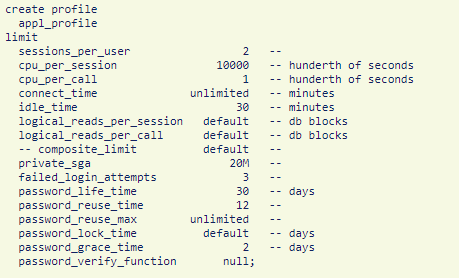 create profile
  appl_profile
limit
  sessions_per_user             2   --
  cpu_per_session           10000   -- hunderth of seconds
  cpu_per_call                  1   -- hunderth of seconds
  connect_time          unlimited   -- minutes
  idle_time                    30   -- minutes
  logical_reads_per_session   default   -- db blocks
  logical_reads_per_call      default   -- db blocks
  -- composite_limit          default   --
  private_sga                 20M   --
  failed_login_attempts         3   --
  password_life_time           30   -- days
  password_reuse_time          12   --
  password_reuse_max    unlimited   --
  password_lock_time      default   -- days
  password_grace_time           2   -- days
  password_verify_function     null;